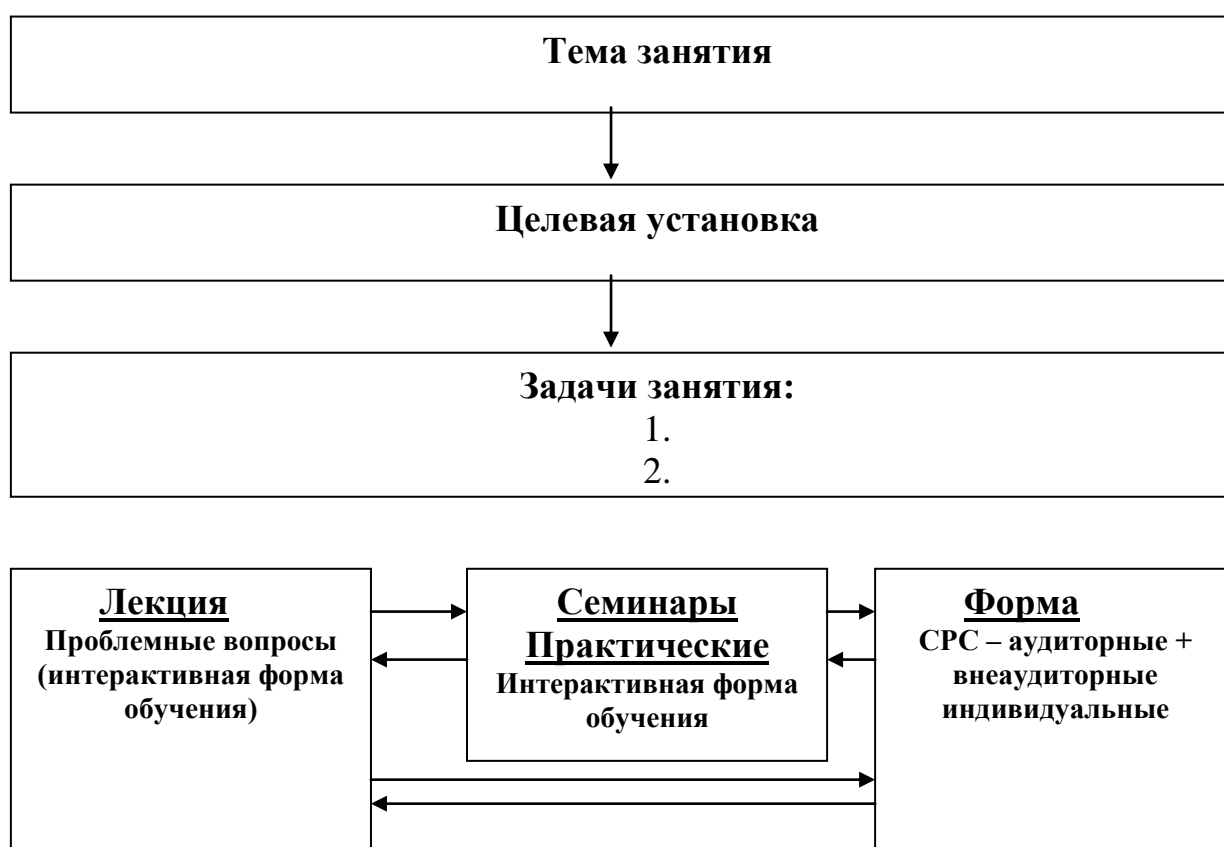 Тема занятия
Целевая установка
Задачи занятия:
1.
2.
Лекция
Проблемные вопросы
(интерактивная форма
обучения)
Семинары
Практические
Интерактивная форма
обучения
Форма
СРС – аудиторные +
внеаудиторные
индивидуальные